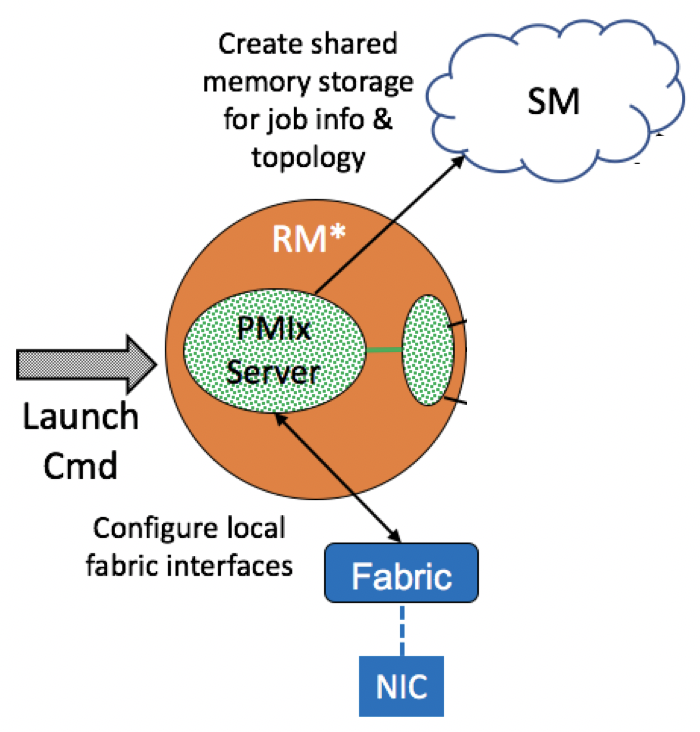 Create shared
memory storage
for job info &
topology
SM
RM*
PMIx
Server
Launch
Cmd
Configure local
fabric interfaces
Fabric
NIC